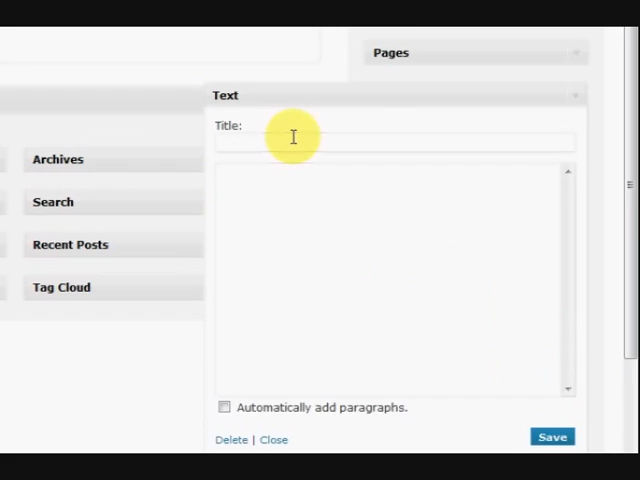 Pages
Text
Title:
Archives
Search
Recent Posts
Tag Cloud
Automatically add paragraphs.
Delete | Close
Save